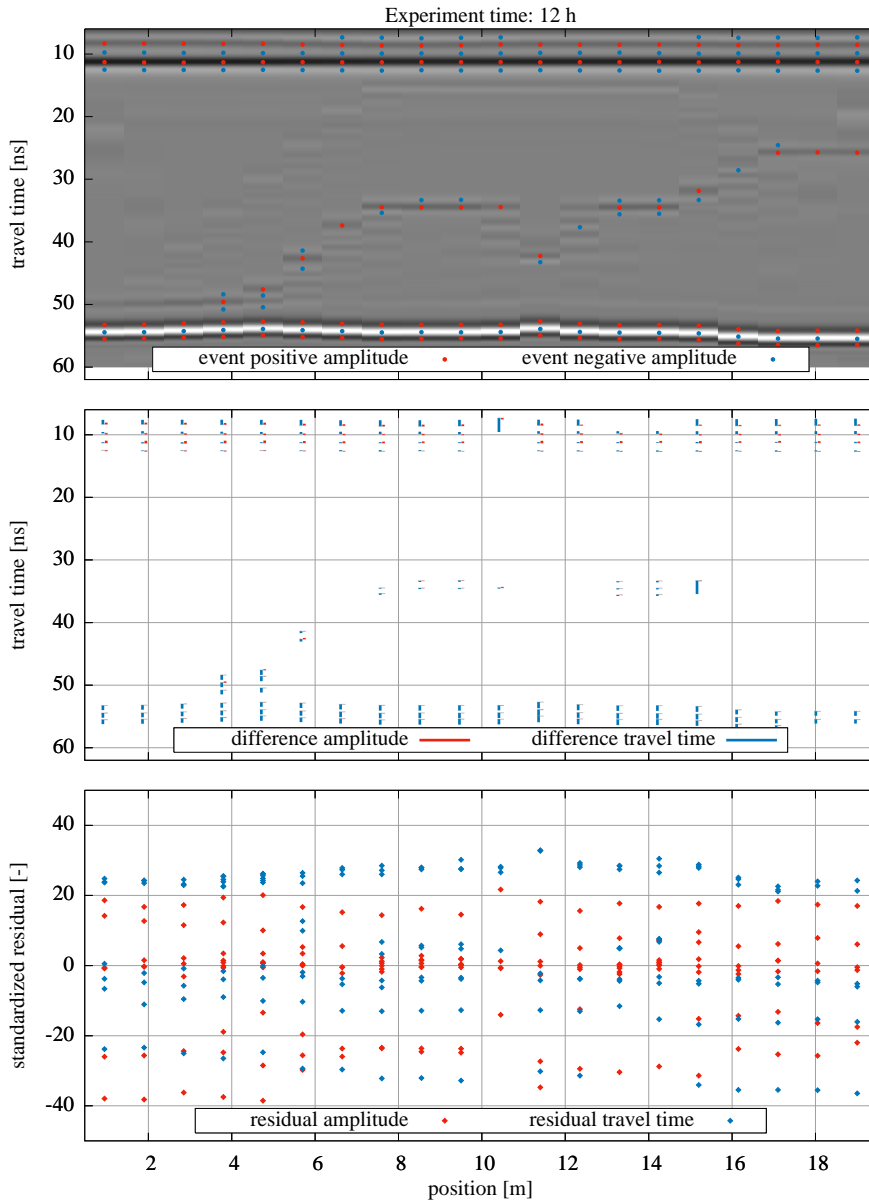 Experiment time: 12 h
10
20
30
40
50
60
travel time [ns]
event positive amplitude
event negative amplitude
10
20
30
40
50
60
travel time [ns]
difference amplitude
difference travel time
40
20
0
-20
-40
standardized residual [-]
residual amplitude
residual travel time
2 4 6 8 10 12 14 16 18
position [m]